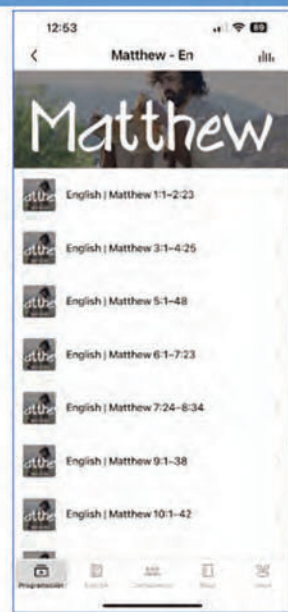 12:53
69
Matthew - En
Matthew
English | Matthew 1:1–2:23
English | Matthew 3:1–4:25
English | Matthew 5:1–48
English | Matthew 6:1–7:23
English | Matthew 7:24–8:34
English | Matthew 9:1–38
English | Matthew 10:1–42
Programación